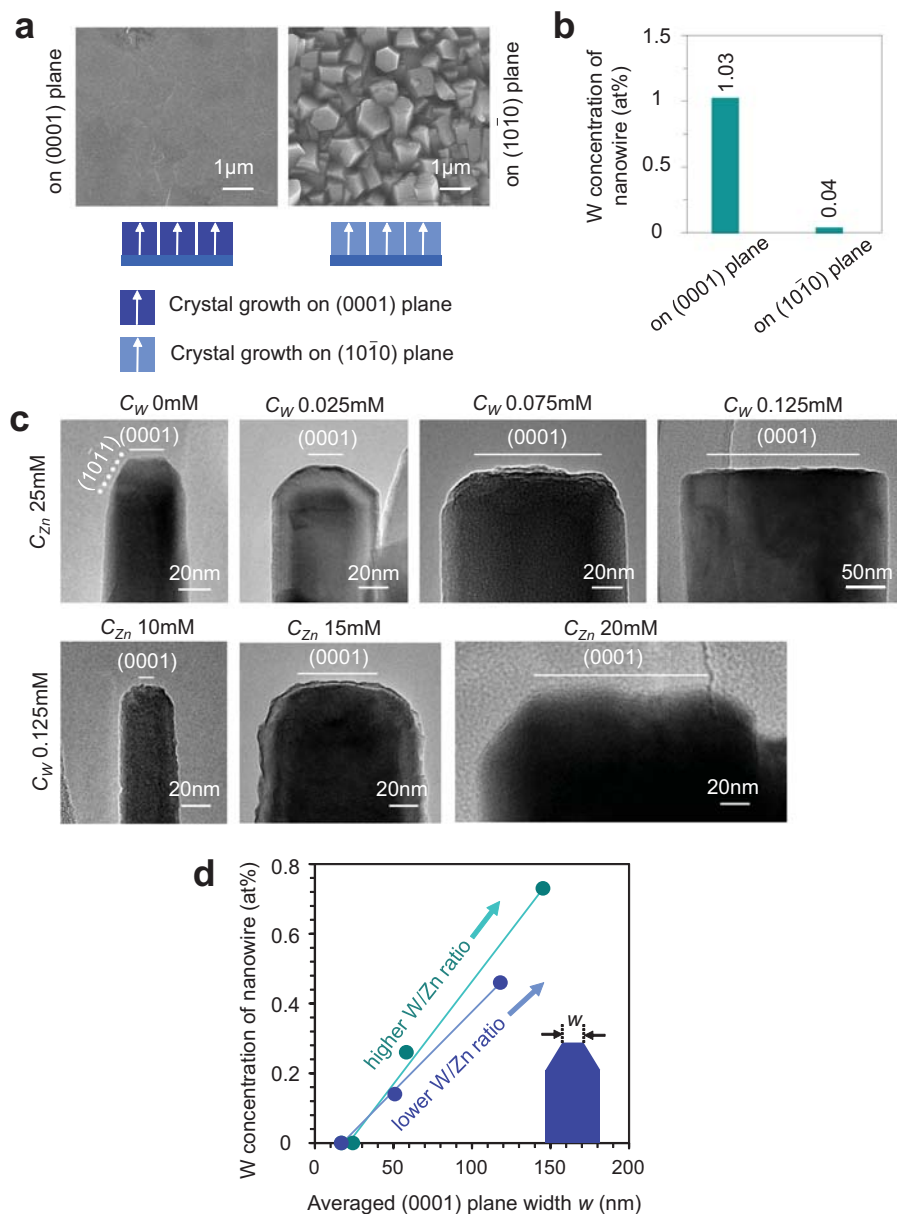 a
on (0001) plane
1μm
1μm
on (101̄0) plane
Crystal growth on (0001) plane
Crystal growth on (101̄0) plane
b
W concentration of
nanowire (at%)
1.5
1
0.5
0
1.03
0.04
on (0001) plane
on (101̄0) plane
c
C_W 0mM
C_W 0.025mM
C_W 0.075mM
C_W 0.125mM
C_Zn 25mM
(1011)
(0001)
(0001)
(0001)
(0001)
20nm
20nm
20nm
50nm
C_Zn 10mM
C_Zn 15mM
C_Zn 20mM
C_W 0.125mM
(0001)
(0001)
(0001)
20nm
20nm
20nm
d
W concentration of nanowire (at%)
0.8
0.6
0.4
0.2
0
higher W/Zn ratio
lower W/Zn ratio
w
0
50
100
150
200
Averaged (0001) plane width w (nm)